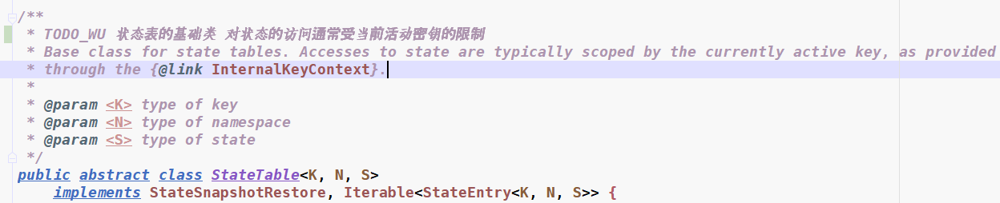 /**
 * TODO_WU 状态表的基础类 对状态的访问通常受当前活动密钥的限制
 * Base class for state tables. Accesses to state are typically scoped by the currently active key, as provided
 * through the {@link InternalKeyContext}.
 *
 * @param <K> type of key
 * @param <N> type of namespace
 * @param <S> type of state
 */
public abstract class StateTable<K, N, S>
    implements StateSnapshotRestore, Iterable<StateEntry<K, N, S>> {